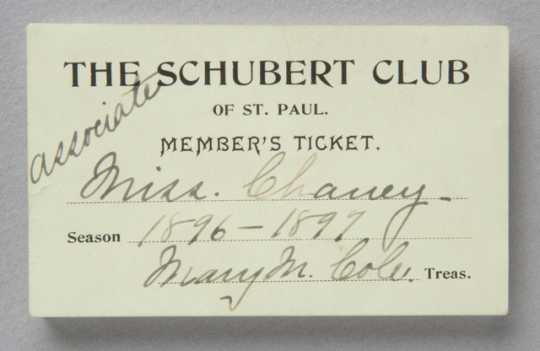 THE SCHUBERT CLUB
OF ST. PAUL.
associate
MEMBER'S TICKET.
Miss. Chaney
Season 1896-1897
Mary M. Cole. Treas.